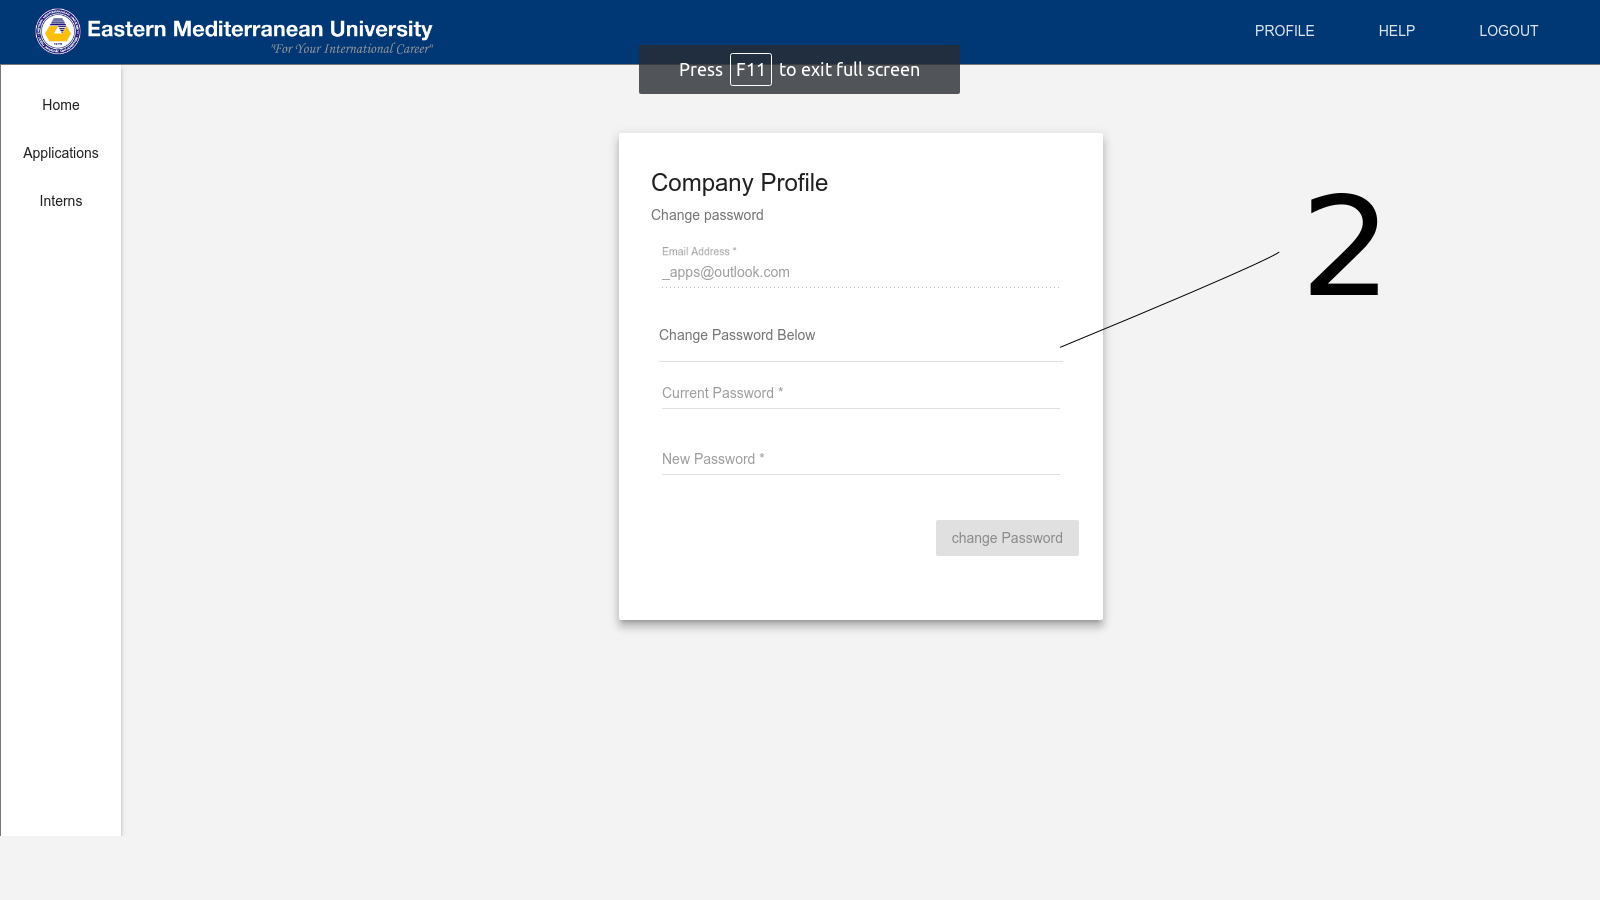 Eastern Mediterranean University
"For Your International Career"
PROFILE
HELP
LOGOUT
Press F11 to exit full screen
Home
Applications
Interns
Company Profile
Change password
Email Address *
_apps@outlook.com
Change Password Below
Current Password *
New Password *
change Password
2